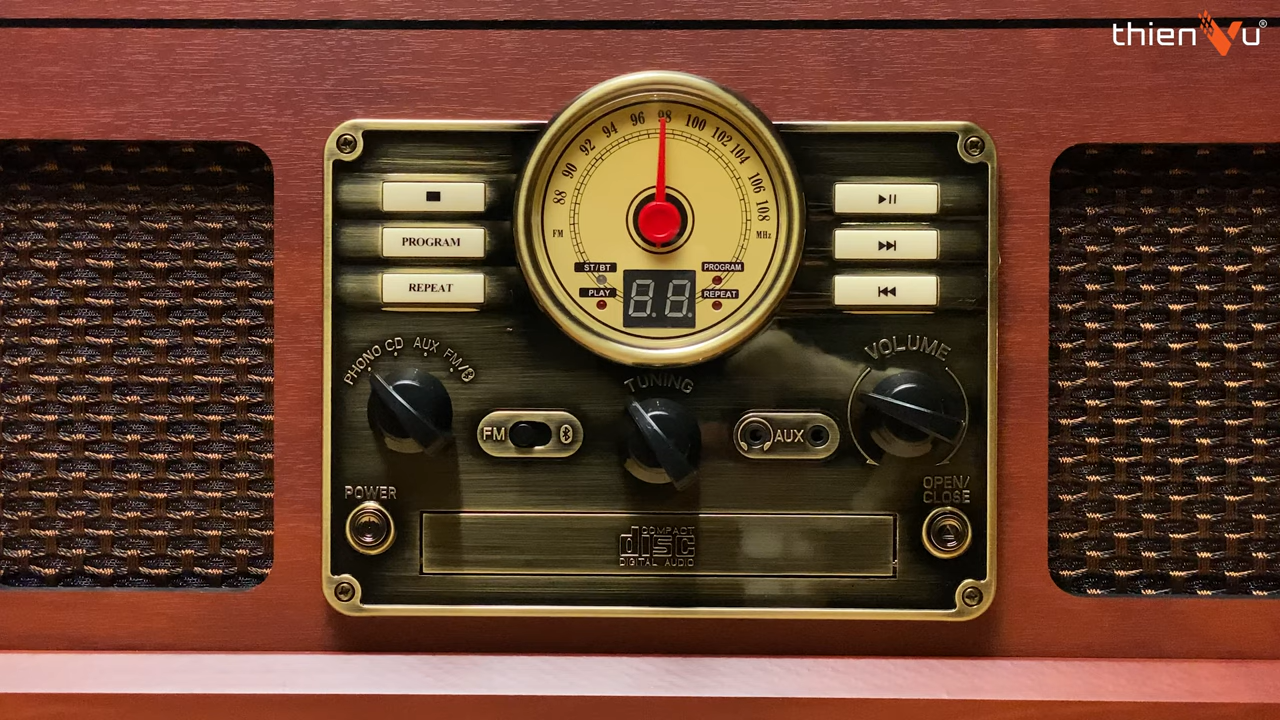 thienVu®
88 90 92 94 96 98 100 102 104 106 108
FM MHz
ST/BT PROGRAM
PLAY REPEAT
88
PROGRAM
REPEAT
PHONO CD AUX FM/
TUNING
VOLUME
FM
AUX
POWER
OPEN/
CLOSE
COMPACT
disc
DIGITAL AUDIO